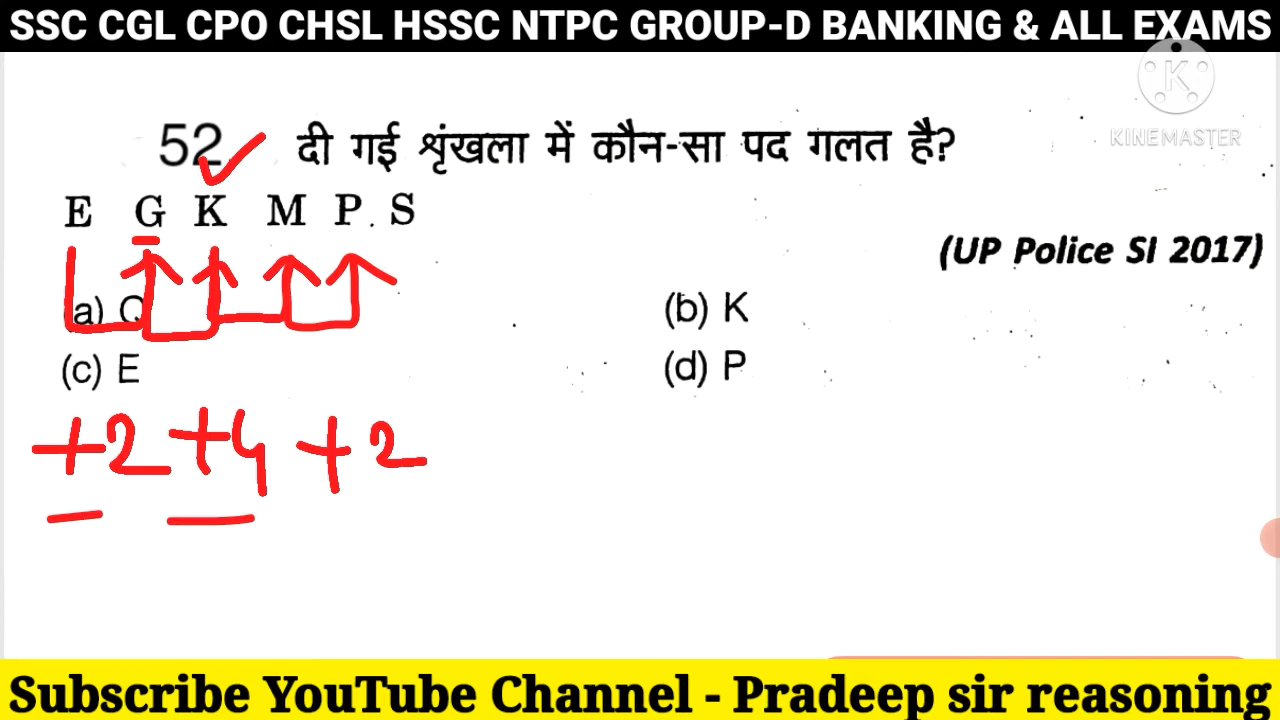 SSC CGL CPO CHSL HSSC NTPC GROUP-D BANKING & ALL EXAMS
K
KINEMASTER
52 दी गई श्रृंखला में कौन-सा पद गलत है?
E G K M P . S
(UP Police SI 2017)
(a) (b) K
(c) E (d) P
+2 +4 +2
Subscribe YouTube Channel - Pradeep sir reasoning